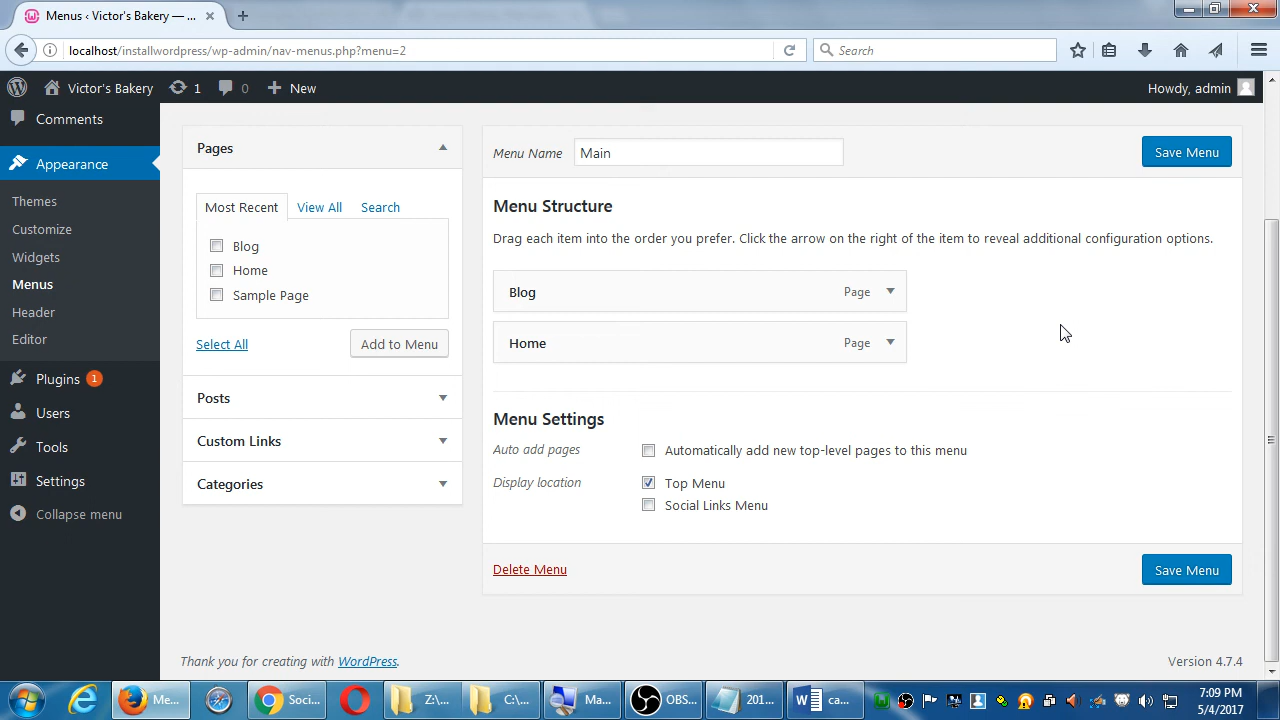 Menus ‹ Victor's Bakery — ...
localhost/installwordpress/wp-admin/nav-menus.php?menu=2
Search
Victor's Bakery
1
0
New
Howdy, admin
Comments
Appearance
Themes
Customize
Widgets
Menus
Header
Editor
Plugins 1
Users
Tools
Settings
Collapse menu
Pages
Most Recent
View All
Search
Blog
Home
Sample Page
Select All
Add to Menu
Posts
Custom Links
Categories
Menu Name
Main
Save Menu
Menu Structure
Drag each item into the order you prefer. Click the arrow on the right of the item to reveal additional configuration options.
Blog
Page
Home
Page
Menu Settings
Auto add pages
Automatically add new top-level pages to this menu
Display location
Top Menu
Social Links Menu
Delete Menu
Save Menu
Thank you for creating with WordPress.
Version 4.7.4
Me...
Soci...
Z:\...
C:\...
Ma...
OBS...
201...
ca...
7:09 PM
5/4/2017